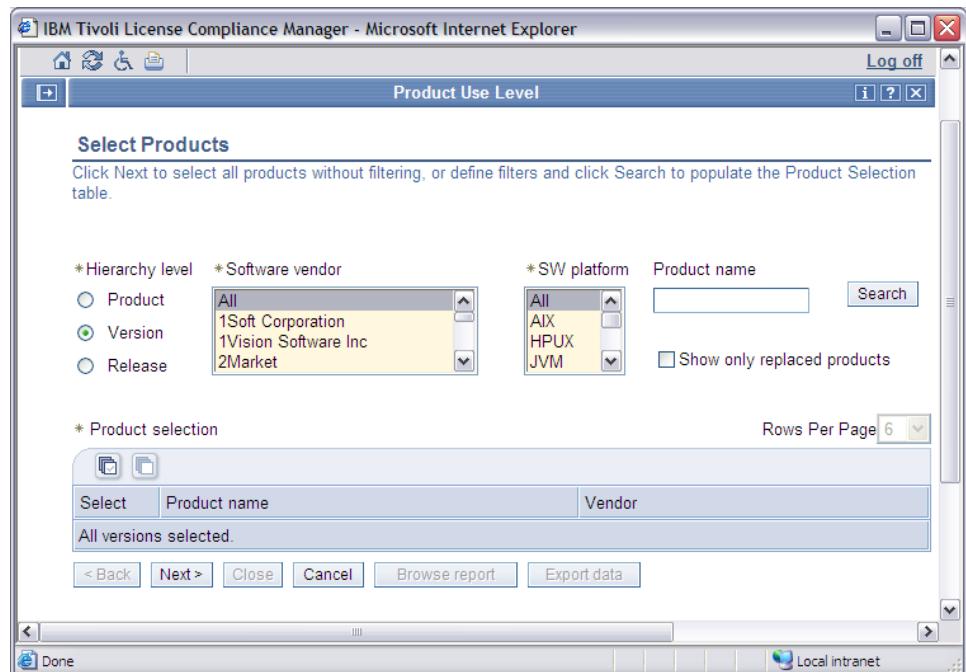 IBM Tivoli License Compliance Manager - Microsoft Internet Explorer
Log off
Product Use Level
Select Products
Click Next to select all products without filtering, or define filters and click Search to populate the Product Selection
table.
*Hierarchy level *Software vendor *SW platform Product name
Product
Version
Release
All
1Soft Corporation
1Vision Software Inc
2Market
All
AIX
HPUX
JVM
Search
Show only replaced products
* Product selection Rows Per Page 6
Select Product name Vendor
All versions selected.
< Back Next > Close Cancel Browse report Export data
Done Local intranet